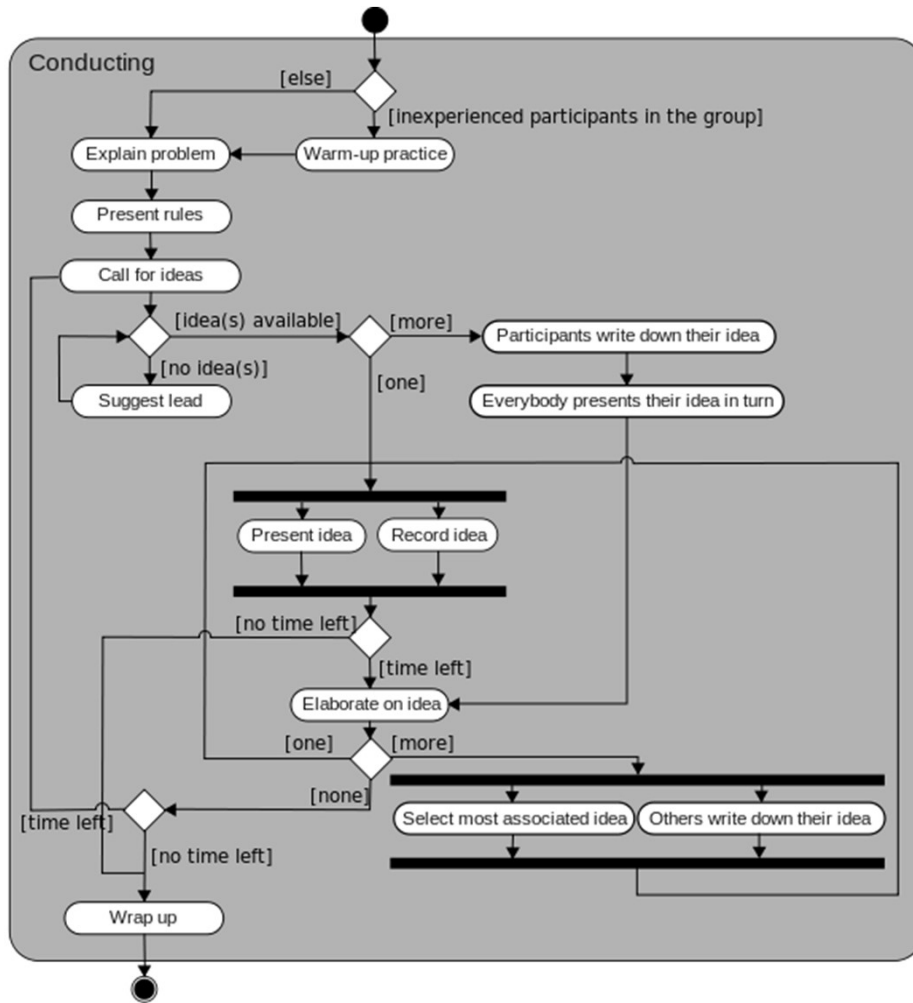 Conducting
[else]
[inexperienced participants in the group]
Explain problem
Warm-up practice
Present rules
Call for ideas
[idea(s) available]
[more]
Participants write down their idea
[no idea(s)]
[one]
Suggest lead
Everybody presents their idea in turn
Present idea
Record idea
[no time left]
[time left]
Elaborate on idea
[one]
[more]
[none]
[time left]
Select most associated idea
Others write down their idea
[no time left]
Wrap up